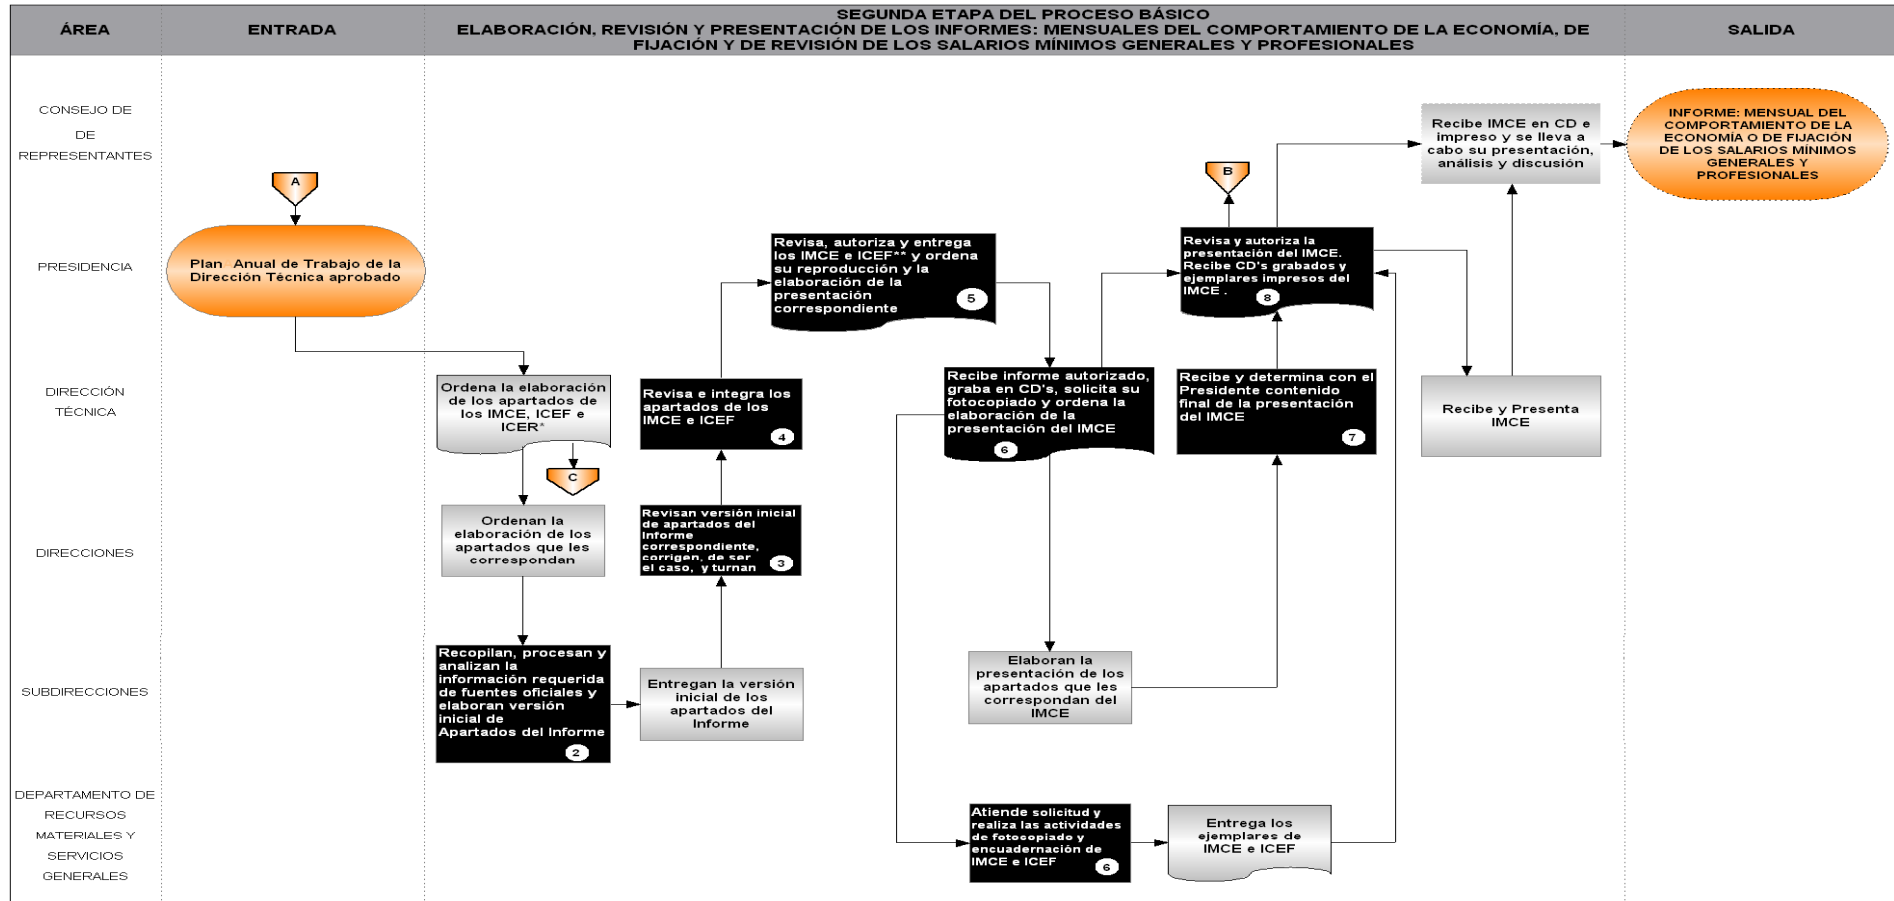 SEGUNDA ETAPA DEL PROCESO BÁSICO
ÁREA
ENTRADA
ELABORACIÓN, REVISIÓN Y PRESENTACIÓN DE LOS INFORMES: MENSUALES DEL COMPORTAMIENTO DE LA ECONOMÍA, DE
FIJACIÓN Y DE REVISIÓN DE LOS SALARIOS MÍNIMOS GENERALES Y PROFESIONALES
SALIDA
CONSEJO DE
DE
REPRESENTANTES
Recibe IMCE en CD e
impreso y se lleva a
cabo su presentación,
análisis y discusión
INFORME: MENSUAL DEL
COMPORTAMIENTO DE LA
ECONOMÍA O DE FIJACIÓN
DE LOS SALARIOS MÍNIMOS
GENERALES Y
PROFESIONALES
A
B
PRESIDENCIA
Plan Anual de Trabajo de la
Dirección Técnica aprobado
Revisa, autoriza y entrega
los IMCE e ICEF** y ordena
su reproducción y la
elaboración de la
presentación
correspondiente
5
Revisa y autoriza la
presentación del IMCE.
Recibe CD's grabados y
ejemplares impresos del
IMCE .
8
DIRECCIÓN
TÉCNICA
Ordena la elaboración
de los apartados de
los IMCE, ICEF e
ICER*
C
Revisa e integra los
apartados de los
IMCE e ICEF
4
Recibe informe autorizado,
graba en CD's, solicita su
fotocopiado y ordena la
elaboración de la
presentación del IMCE
6
Recibe y determina con el
Presidente contenido
final de la presentación
del IMCE
7
Recibe y Presenta
IMCE
DIRECCIONES
Ordenan la
elaboración de los
apartados que les
correspondan
Revisan versión inicial
de apartados del
Informe
correspondiente,
corrigen, de ser
el caso, y turnan
3
SUBDIRECCIONES
Recopilan, procesan y
analizan la
información requerida
de fuentes oficiales y
elaboran versión
inicial de
Apartados del Informe
2
Entregan la versión
inicial de los
apartados del
Informe
Elaboran la
presentación de los
apartados que les
correspondan del
IMCE
DEPARTAMENTO DE
RECURSOS
MATERIALES Y
SERVICIOS
GENERALES
Atiende solicitud y
realiza las actividades
de fotocopiado y
encuadernación de
IMCE e ICEF
6
Entrega los
ejemplares de
IMCE e ICEF